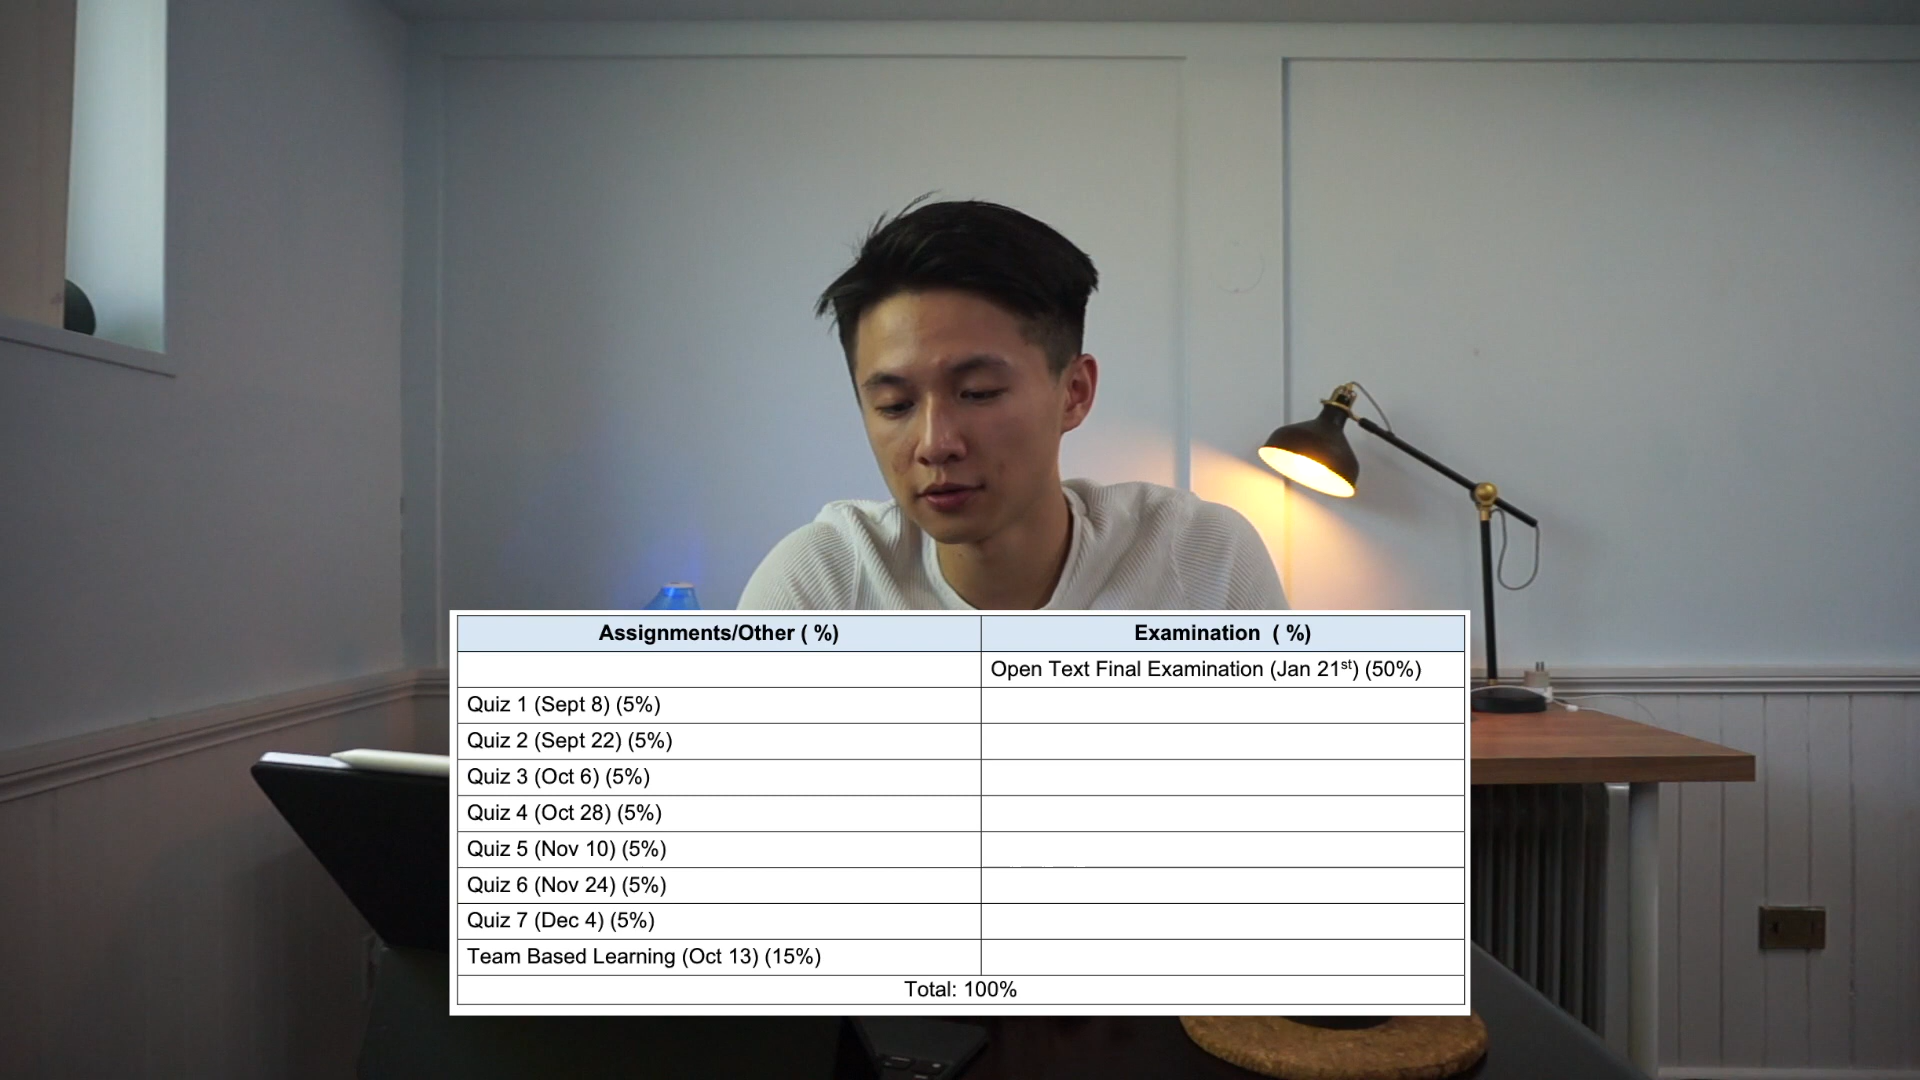 Assignments/Other ( %) Examination ( %)
Open Text Final Examination (Jan 21st) (50%)
Quiz 1 (Sept 8) (5%)
Quiz 2 (Sept 22) (5%)
Quiz 3 (Oct 6) (5%)
Quiz 4 (Oct 28) (5%)
Quiz 5 (Nov 10) (5%)
Quiz 6 (Nov 24) (5%)
Quiz 7 (Dec 4) (5%)
Team Based Learning (Oct 13) (15%)
Total: 100%